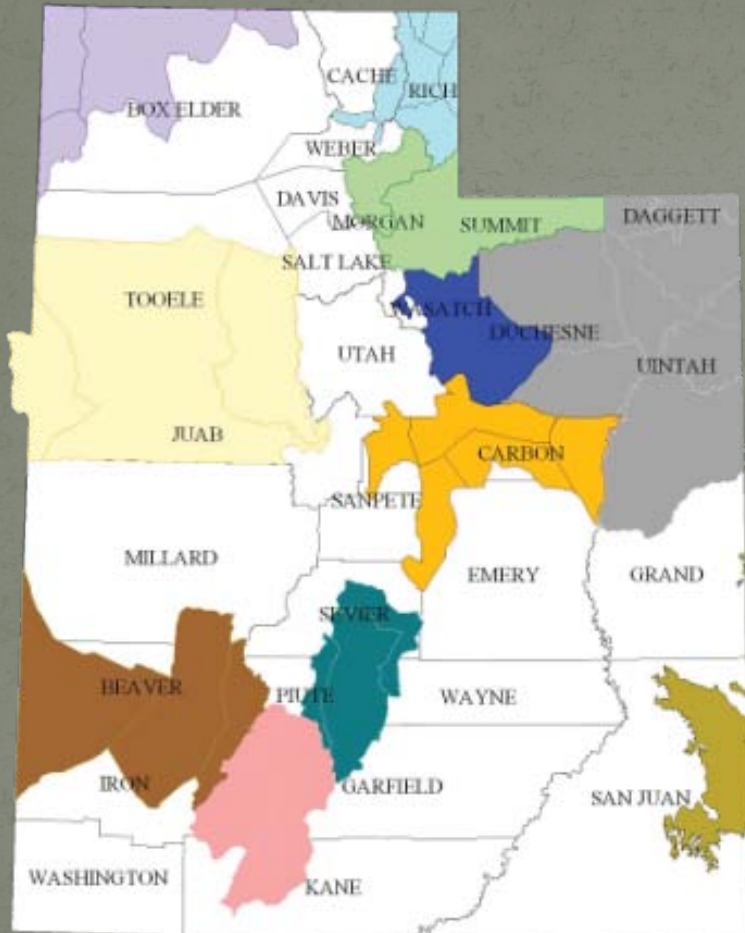 CACHE
RICH
BOX ELDER
WEBER
DAVIS
MORGAN
SUMMIT
DAGGETT
SALT LAKE
TOOELE
WASATCH
DUCHESNE
UTAH
UINTAH
JUAB
CARBON
SANPETE
MILLARD
EMERY
GRAND
SEVIER
BEAVER
PIUTE
WAYNE
IRON
GARFIELD
SAN JUAN
WASHINGTON
KANE